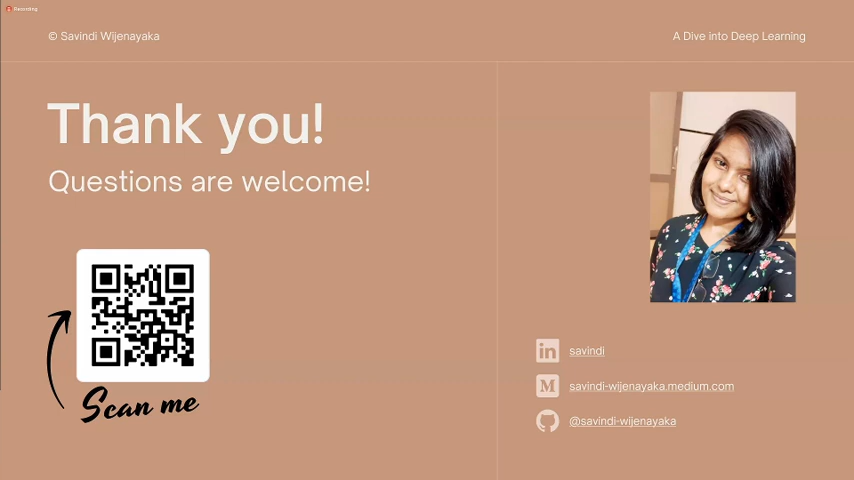 Recording
© Savindi Wijenayaka
A Dive into Deep Learning
Thank you!
Questions are welcome!
Scan me
in savindi
M savindi-wijenayaka.medium.com
@savindi-wijenayaka